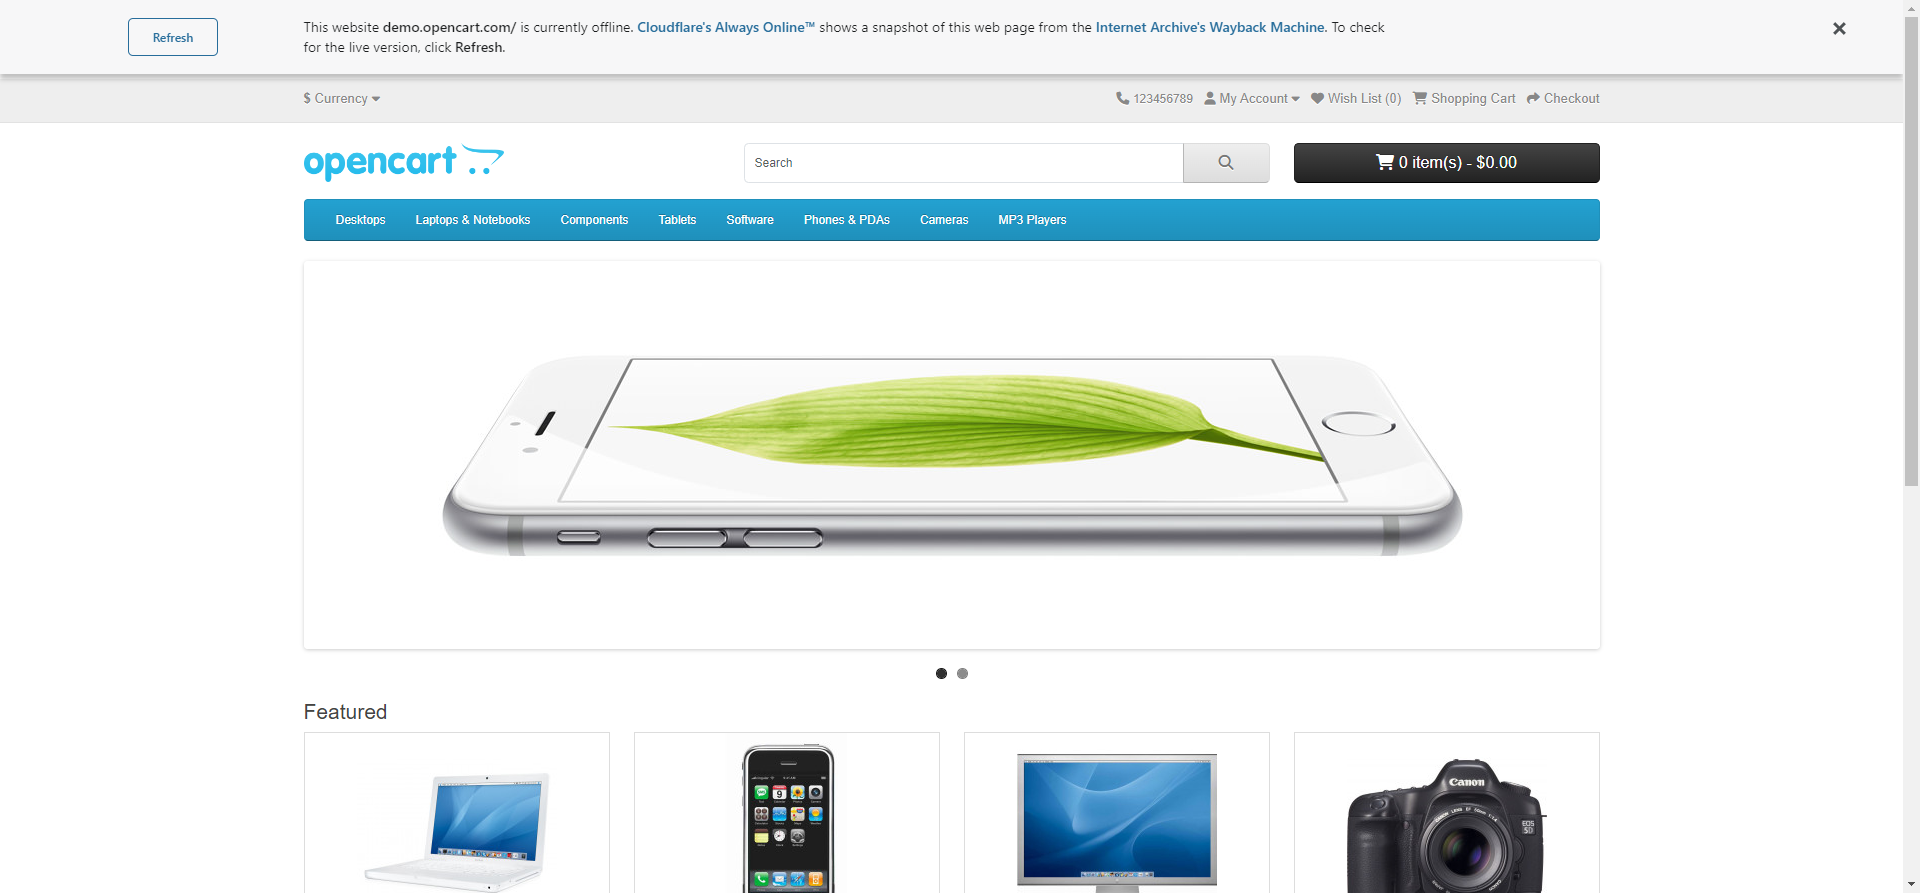 Refresh
This website demo.opencart.com/ is currently offline. Cloudflare's Always Online™ shows a snapshot of this web page from the Internet Archive's Wayback Machine. To check
for the live version, click Refresh.
$ Currency
123456789 My Account Wish List (0) Shopping Cart Checkout
opencart
Search
0 item(s) - $0.00
Desktops Laptops & Notebooks Components Tablets Software Phones & PDAs Cameras MP3 Players
Featured
Canon
EOS
5D